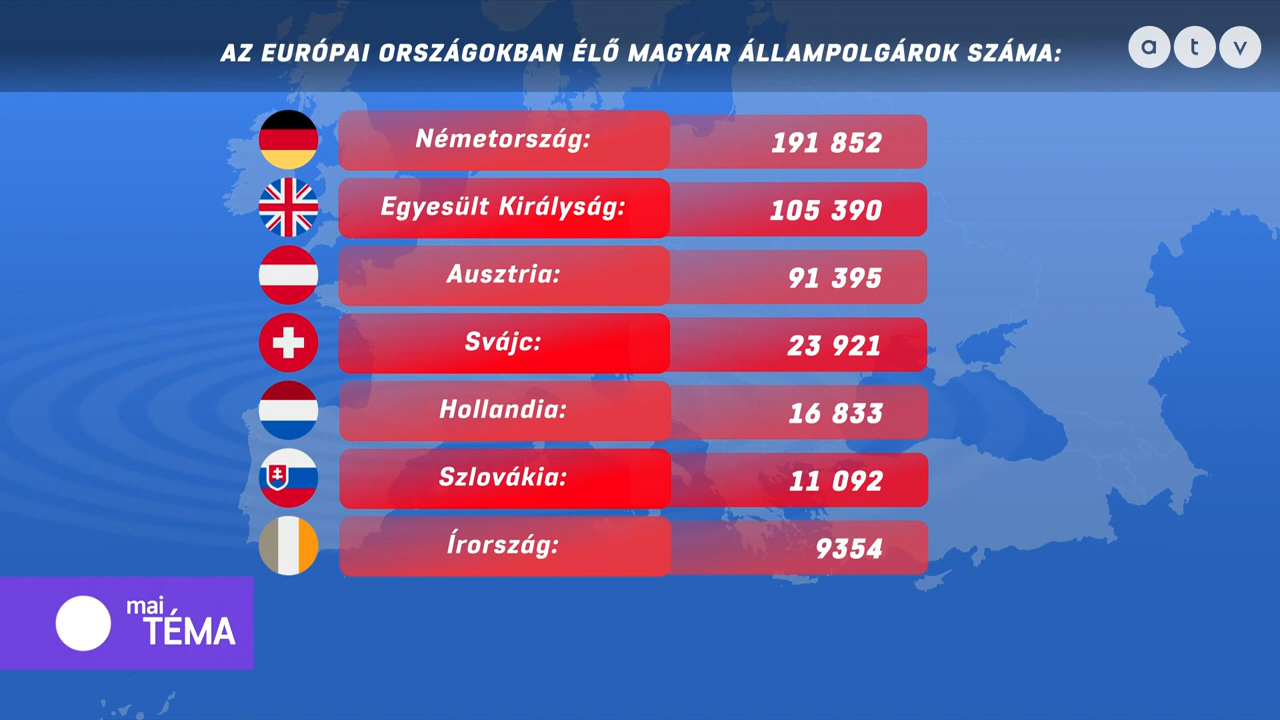 AZ EURÓPAI ORSZÁGOKBAN ÉLŐ MAGYAR ÁLLAMPOLGÁROK SZÁMA:
atv
Németország: 191 852
Egyesült Királyság: 105 390
Ausztria: 91 395
Svájc: 23 921
Hollandia: 16 833
Szlovákia: 11 092
Írország: 9354
mai
TÉMA